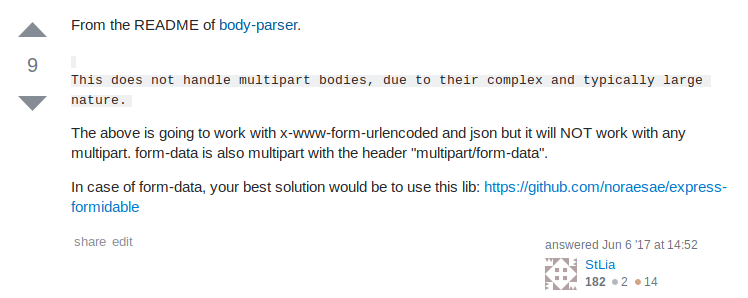 From the README of body-parser.
9
This does not handle multipart bodies, due to their complex and typically large
nature.
The above is going to work with x-www-form-urlencoded and json but it will NOT work with any
multipart. form-data is also multipart with the header "multipart/form-data".
In case of form-data, your best solution would be to use this lib: https://github.com/noraesae/express-
formidable
share edit
answered Jun 6 '17 at 14:52
StLia
182 ●2 ●14